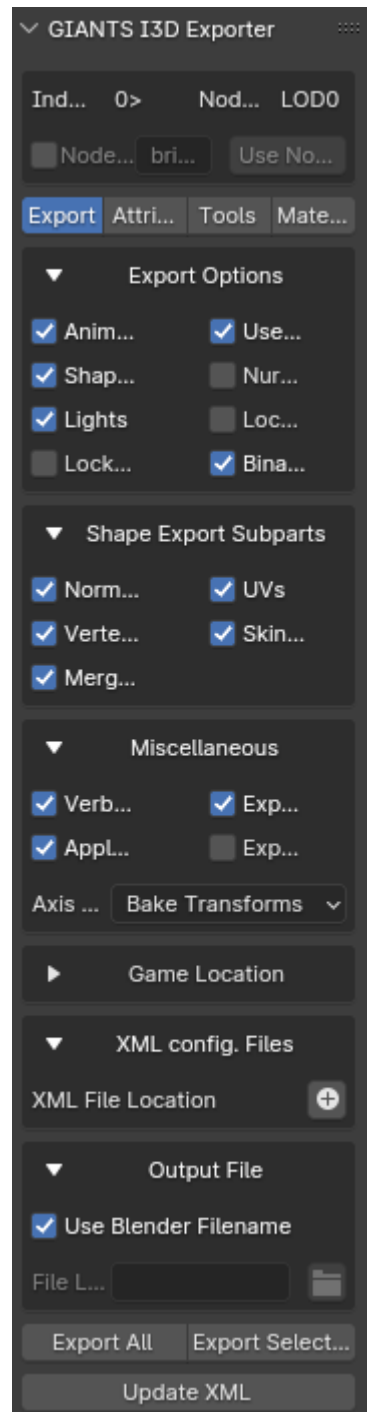 GIANTS I3D Exporter
Ind... 0> Nod... LOD0
Node... bri... Use No...
Export Attri... Tools Mate...
Export Options
Anim... Use...
Shap... Nur...
Lights Loc...
Lock... Bina...
Shape Export Subparts
Norm... UVs
Verte... Skin...
Merg...
Miscellaneous
Verb... Exp...
Appl... Exp...
Axis ... Bake Transforms
Game Location
XML config. Files
XML File Location
Output File
Use Blender Filename
File L...
Export All Export Select...
Update XML